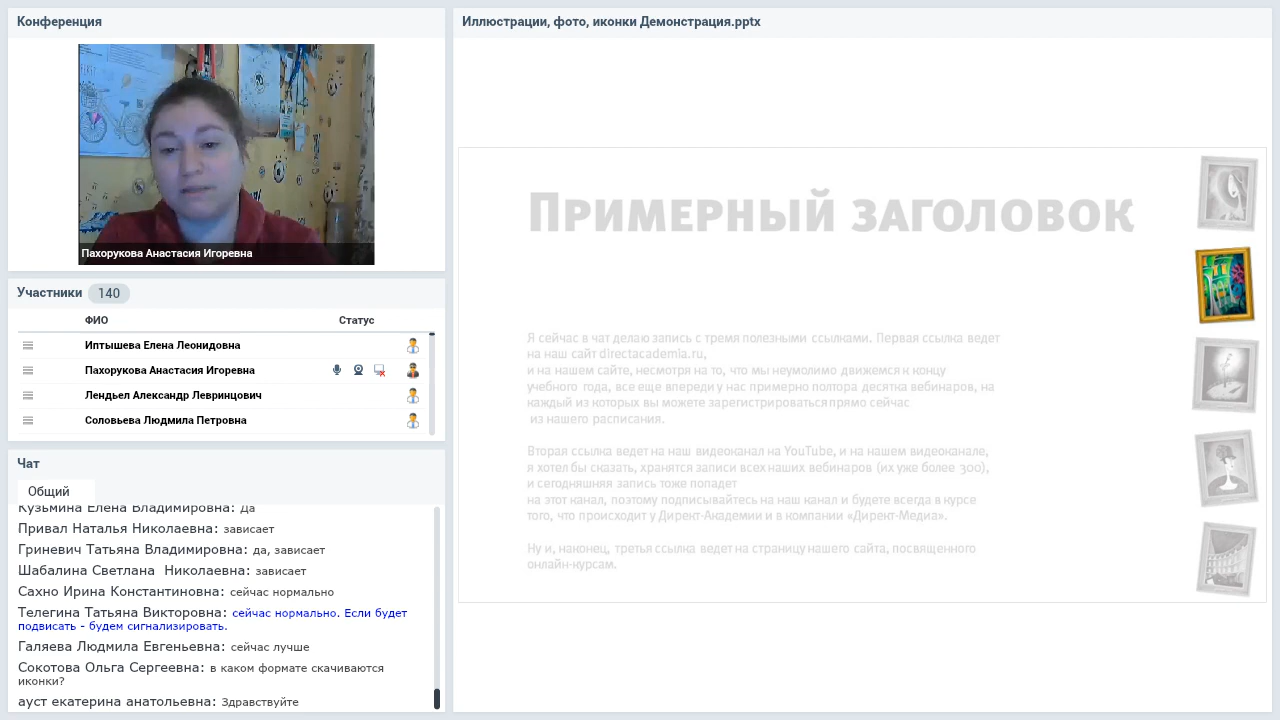 Конференция
Пахорукова Анастасия Игоревна
Участники 140
ФИО Статус
Иптышева Елена Леонидовна
Пахорукова Анастасия Игоревна
Лендьел Александр Левринцович
Соловьева Людмила Петровна
Чат
Общий
Кузьмина Елена Владимировна: Да
Привал Наталья Николаевна: зависает
Гриневич Татьяна Владимировна: да, зависает
Шабалина Светлана Николаевна: зависает
Сахно Ирина Константиновна: сейчас нормально
Телегина Татьяна Викторовна: сейчас нормально. Если будет
подвисать - будем сигнализировать.
Галяева Людмила Евгеньевна: сейчас лучше
Сокотова Ольга Сергеевна: в каком формате скачиваются
иконки?
ауст екатерина анатольевна: Здравствуйте
Иллюстрации, фото, иконки Демонстрация.pptx
Примерный заголовок
Я сейчас в чат делаю запись с тремя полезными ссылками. Первая ссылка ведет
на наш сайт directacademia.ru,
и на нашем сайте, несмотря на то, что мы неумолимо движемся к концу
учебного года, все еще впереди у нас примерно полтора десятка вебинаров, на
каждый из которых вы можете зарегистрироваться прямо сейчас
из нашего расписания.
Вторая ссылка ведет на наш видеоканал на YouTube, и на нашем видеоканале,
я хотел бы сказать, хранятся записи всех наших вебинаров (их уже более 300),
и сегодняшняя запись тоже попадет
на этот канал, поэтому подписывайтесь на наш канал и будете всегда в курсе
того, что происходит у Директ-Академии и в компании «Директ-Медиа».
Ну и, наконец, третья ссылка ведет на страницу нашего сайта, посвященного
онлайн-курсам.